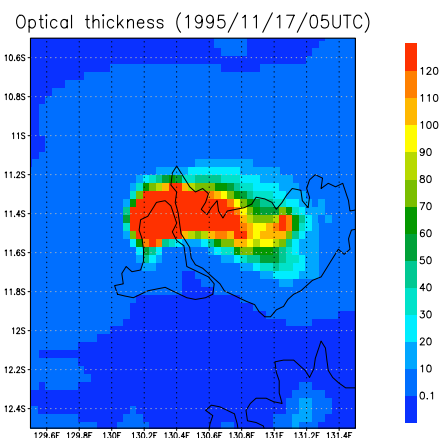 Optical thickness (1995/11/17/05UTC)
10.6S
10.8S
11S
11.2S
11.4S
11.6S
11.8S
12S
12.2S
12.4S
129.6E 129.8E 130E 130.2E 130.4E 130.6E 130.8E 131E 131.2E 131.4E
120
110
100
90
80
70
60
50
40
30
20
10
0.1